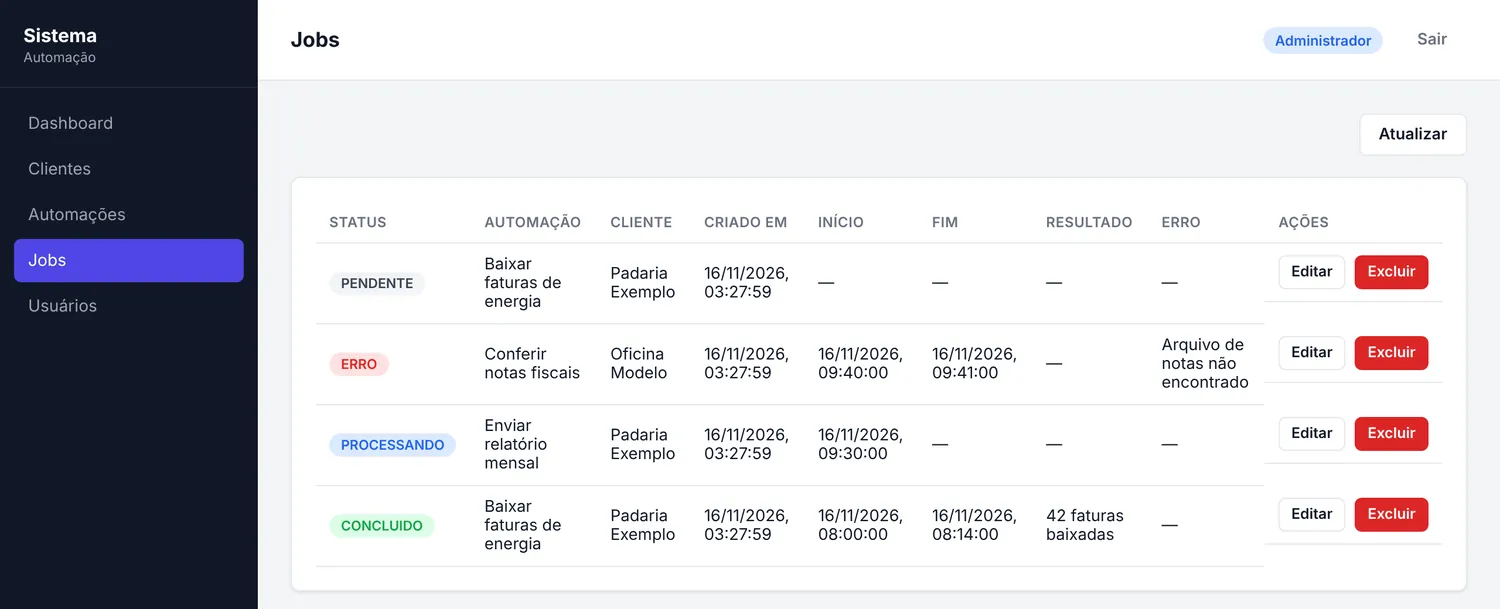 Sistema
Automação
Dashboard
Clientes
Automações
Jobs
Usuários
Jobs
Administrador
Sair
Atualizar
STATUS AUTOMAÇÃO CLIENTE CRIADO EM INÍCIO FIM RESULTADO ERRO AÇÕES
PENDENTE
Baixar
faturas de
energia
Padaria
Exemplo
16/11/2026,
03:27:59
—
—
—
—
Editar
Excluir
ERRO
Conferir
notas fiscais
Oficina
Modelo
16/11/2026,
03:27:59
16/11/2026,
09:40:00
16/11/2026,
09:41:00
—
Arquivo de
notas não
encontrado
Editar
Excluir
PROCESSANDO
Enviar
relatório
mensal
Padaria
Exemplo
16/11/2026,
03:27:59
16/11/2026,
09:30:00
—
—
—
Editar
Excluir
CONCLUIDO
Baixar
faturas de
energia
Padaria
Exemplo
16/11/2026,
03:27:59
16/11/2026,
08:00:00
16/11/2026,
08:14:00
42 faturas
baixadas
—
Editar
Excluir